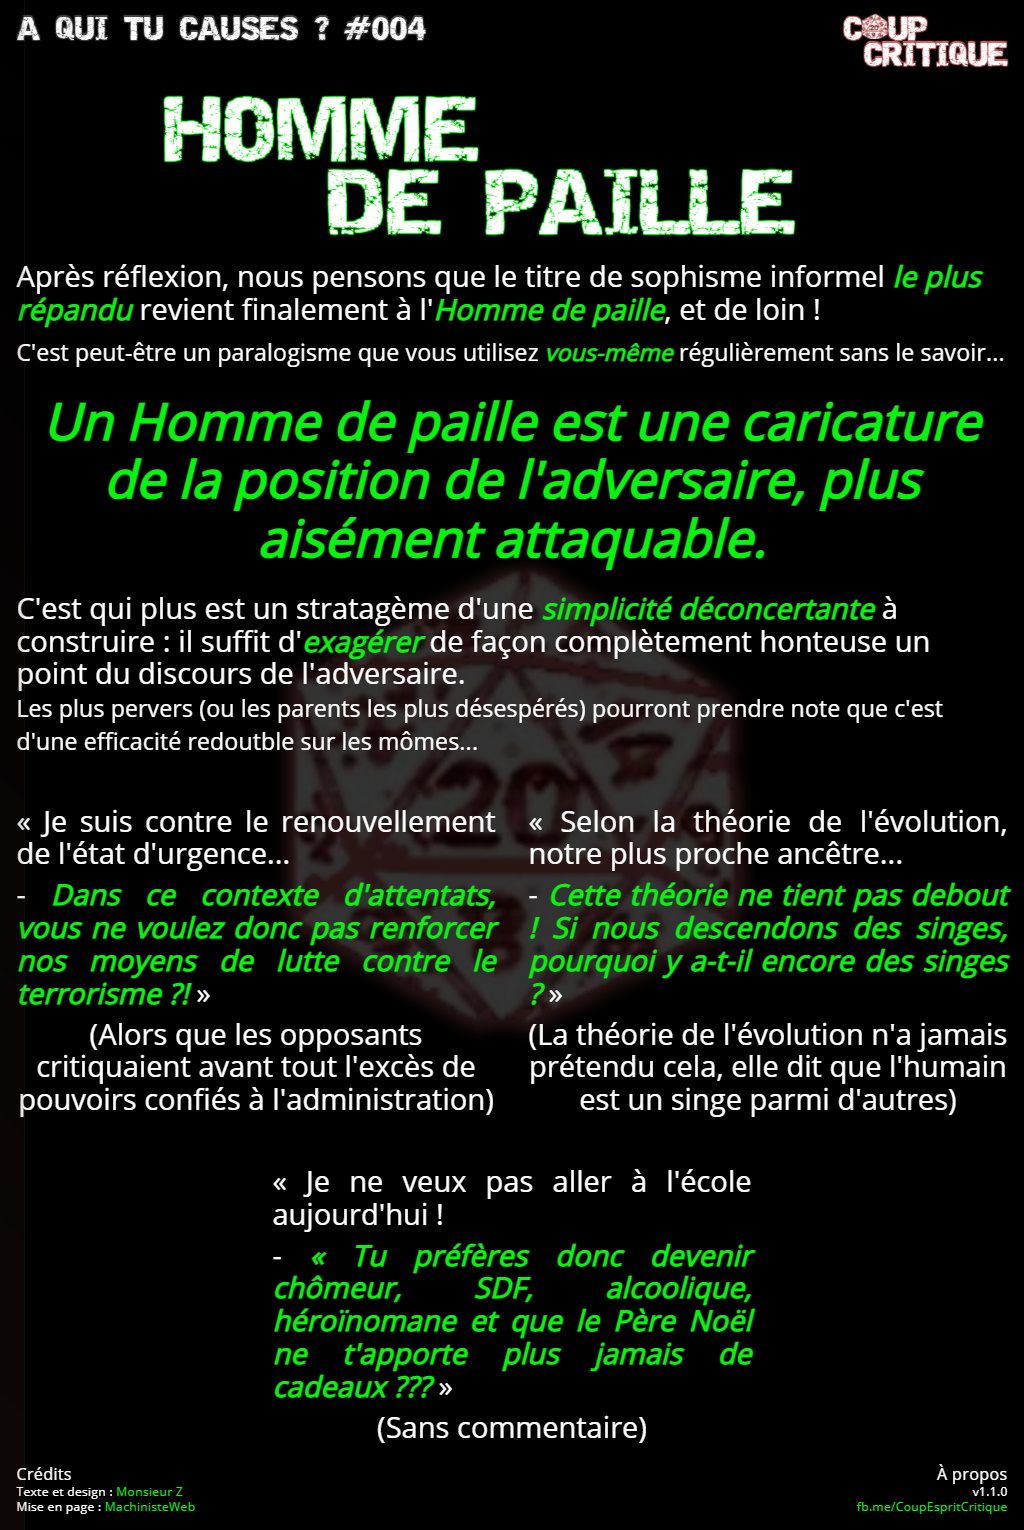 A QUI TU CAUSES ? #004
COUP
CRITIQUE
HOMME
DE PAILLE
Après réflexion, nous pensons que le titre de sophisme informel le plus
répandu revient finalement à l'Homme de paille, et de loin !
C'est peut-être un paralogisme que vous utilisez vous-même régulièrement sans le savoir...
Un Homme de paille est une caricature
de la position de l'adversaire, plus
aisément attaquable.
C'est qui plus est un stratagème d'une simplicité déconcertante à
construire : il suffit d'exagérer de façon complètement honteuse un
point du discours de l'adversaire.
Les plus pervers (ou les parents les plus désespérés) pourront prendre note que c'est
d'une efficacité redoutble sur les mômes...
« Je suis contre le renouvellement
de l'état d'urgence...
- Dans ce contexte d'attentats,
vous ne voulez donc pas renforcer
nos moyens de lutte contre le
terrorisme ?! »
(Alors que les opposants
critiquaient avant tout l'excès de
pouvoirs confiés à l'administration)
« Selon la théorie de l'évolution,
notre plus proche ancêtre...
- Cette théorie ne tient pas debout
! Si nous descendons des singes,
pourquoi y a-t-il encore des singes
? »
(La théorie de l'évolution n'a jamais
prétendu cela, elle dit que l'humain
est un singe parmi d'autres)
« Je ne veux pas aller à l'école
aujourd'hui !
- « Tu préfères donc devenir
chômeur, SDF, alcoolique,
héroïnomane et que le Père Noël
ne t'apporte plus jamais de
cadeaux ??? »
(Sans commentaire)
Crédits
Texte et design : Monsieur Z
Mise en page : MachinisteWeb
À propos
v1.1.0
fb.me/CoupEspritCritique
20